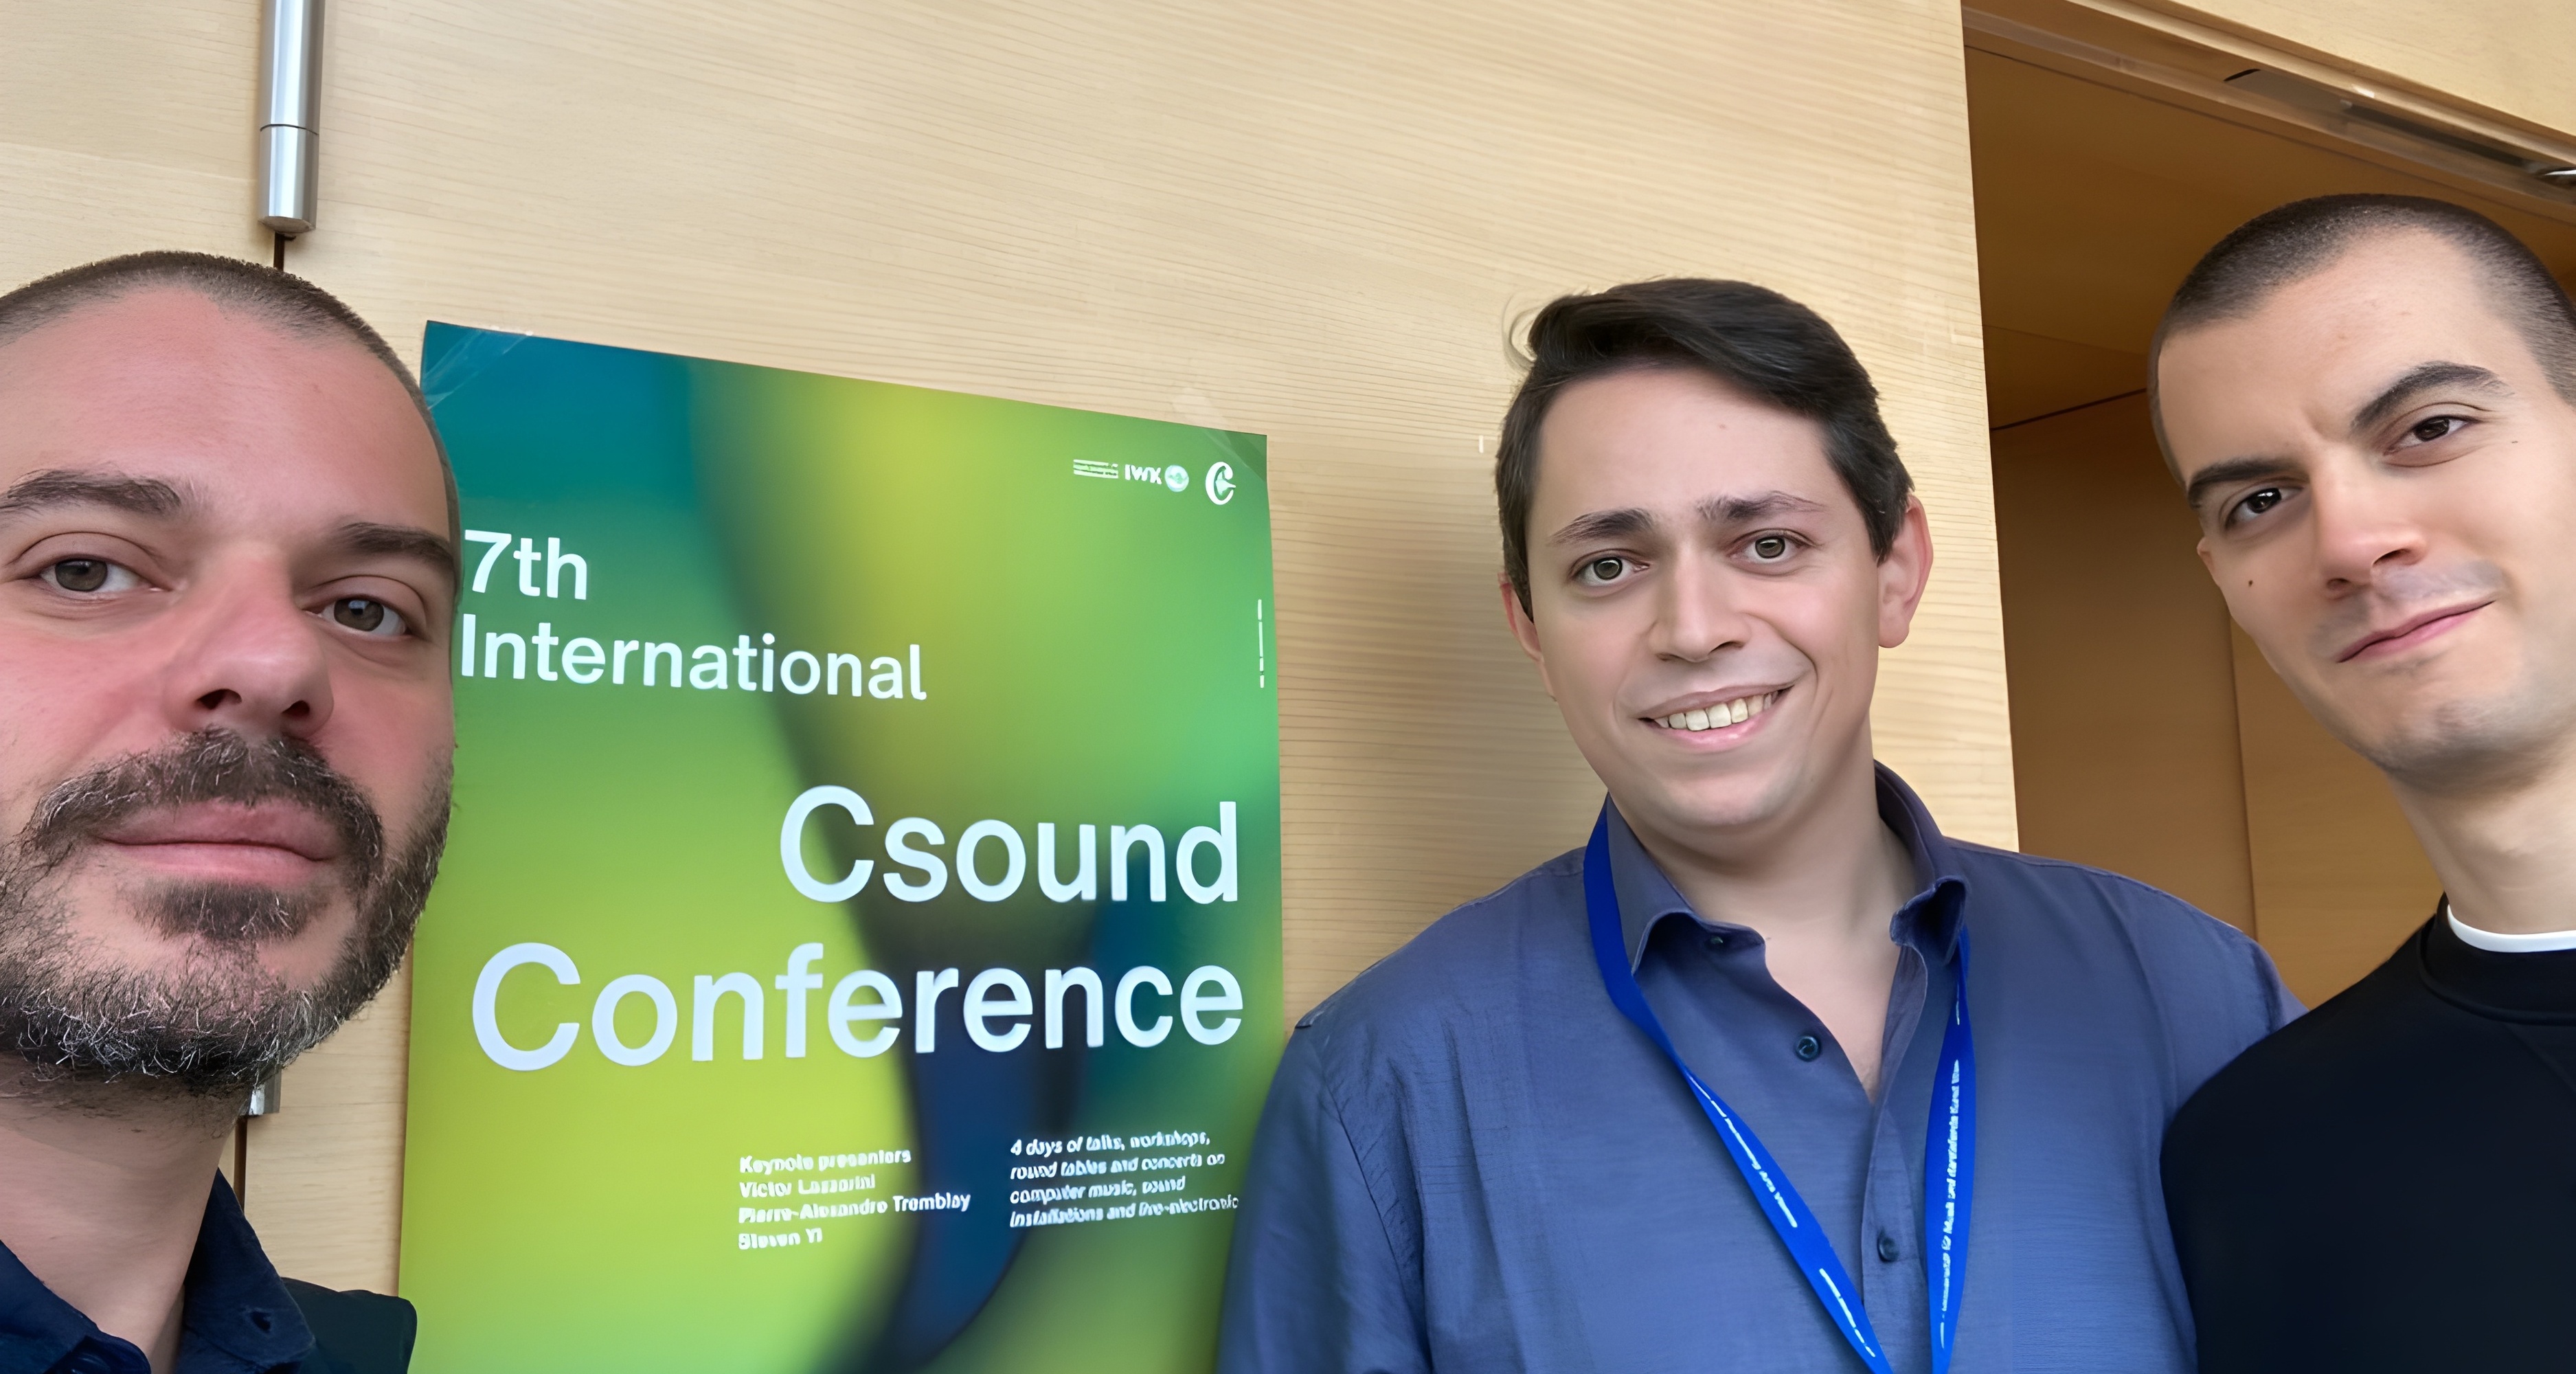 IWK
7th
International
Csound
Conference
Keynote presenters
Victor Lazzarini
Pierre-Alexandre Tremblay
Steven Yi
4 days of talks, workshops,
round tables and concerts on
computer music, sound
installations and live-electronic